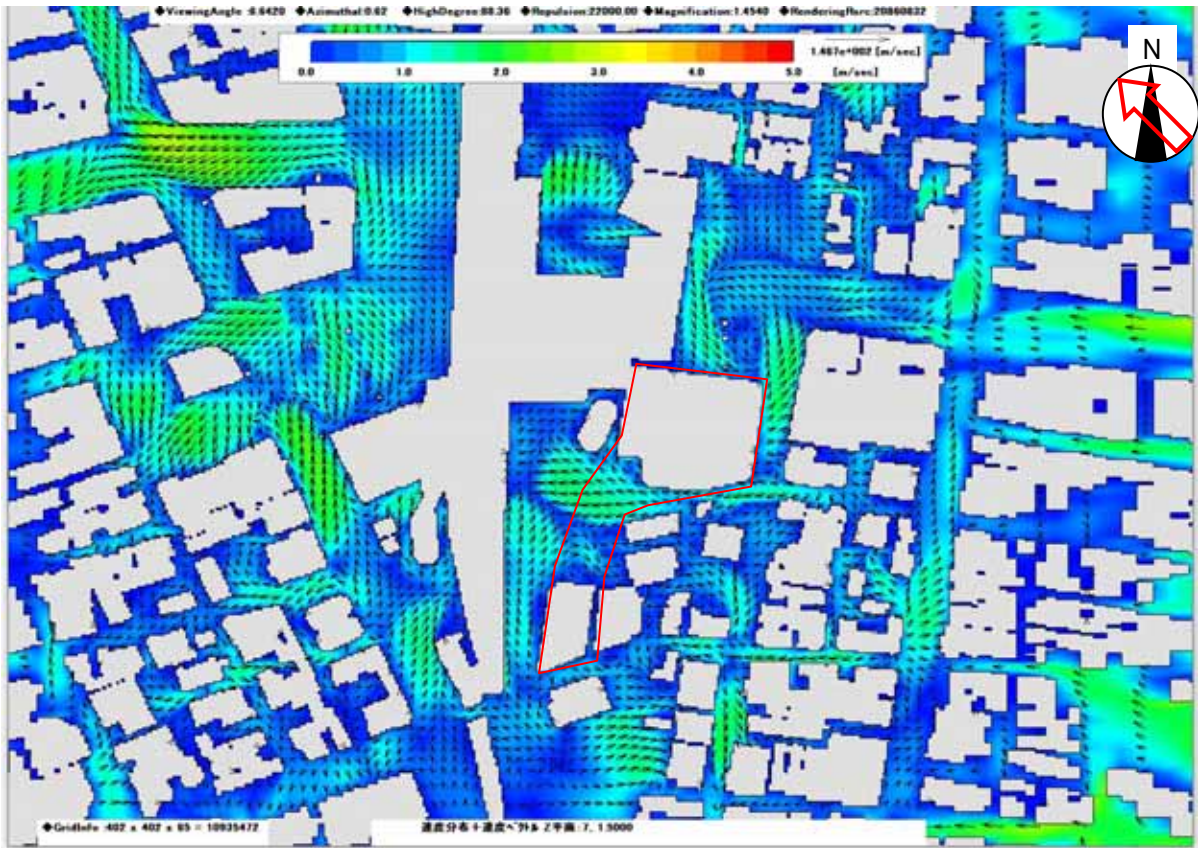 ◆ViewingAngle :8.6420 ◆Azimuthal:0.62 ◆HighDegree:88.36 ◆Repulsion:22000.00 ◆Magnification:1.4540 ◆RenderingRsrc:20860832
N
1.467e+002 [m/sec]
0.0 1.0 2.0 3.0 4.0 5.0 [m/sec]
◆GridInfo :402 x 402 x 65 = 10935472 速度分布+速度ベクトル Z平面:7, 1.5000